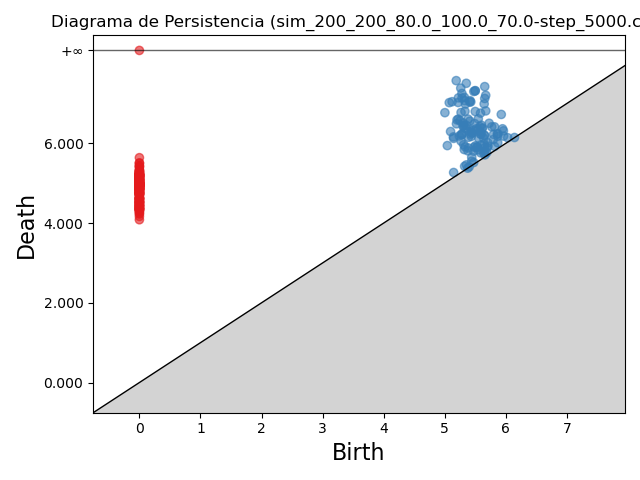 Diagrama de Persistencia (sim_200_200_80.0_100.0_70.0-step_5000.c
+∞
6.000
4.000
2.000
0.000
Death
0 1 2 3 4 5 6 7
Birth